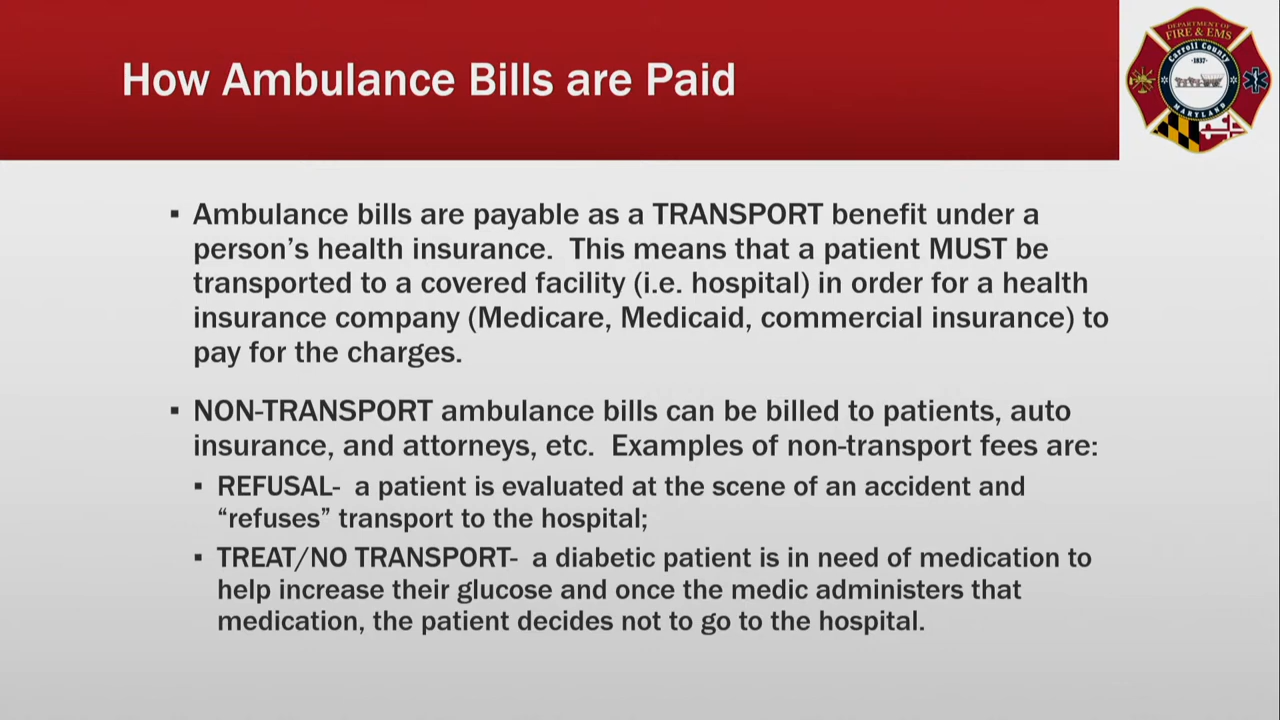 How Ambulance Bills are Paid
DEPARTMENT OF
FIRE & EMS
Carroll County
·1837·
MARYLAND
▪ Ambulance bills are payable as a TRANSPORT benefit under a
person’s health insurance.  This means that a patient MUST be
transported to a covered facility (i.e. hospital) in order for a health
insurance company (Medicare, Medicaid, commercial insurance) to
pay for the charges.
▪ NON-TRANSPORT ambulance bills can be billed to patients, auto
insurance, and attorneys, etc.  Examples of non-transport fees are:
▪ REFUSAL-  a patient is evaluated at the scene of an accident and
“refuses” transport to the hospital;
▪ TREAT/NO TRANSPORT-  a diabetic patient is in need of medication to
help increase their glucose and once the medic administers that
medication, the patient decides not to go to the hospital.